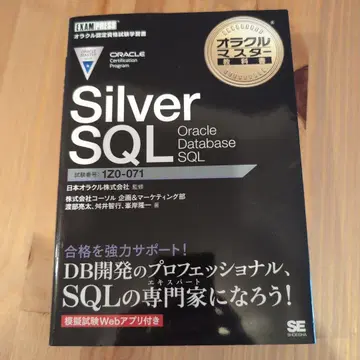 EXAMPRESS
オラクル認定資格試験学習書
ORACLE
Certification
Program
オラクル
マスター
教科書
Silver
SQL
Oracle
Database
SQL
試験番号 1Z0-071
日本オラクル株式会社 監修
株式会社コーソル 企画&マーケティング部
渡部亮太、舛井智行、峯岸隆一 著
合格を強力サポート!
DB開発のプロフェッショナル、
エキスパート
SQLの専門家になろう!
模擬試験Webアプリ付き
SE
SHOEISHA